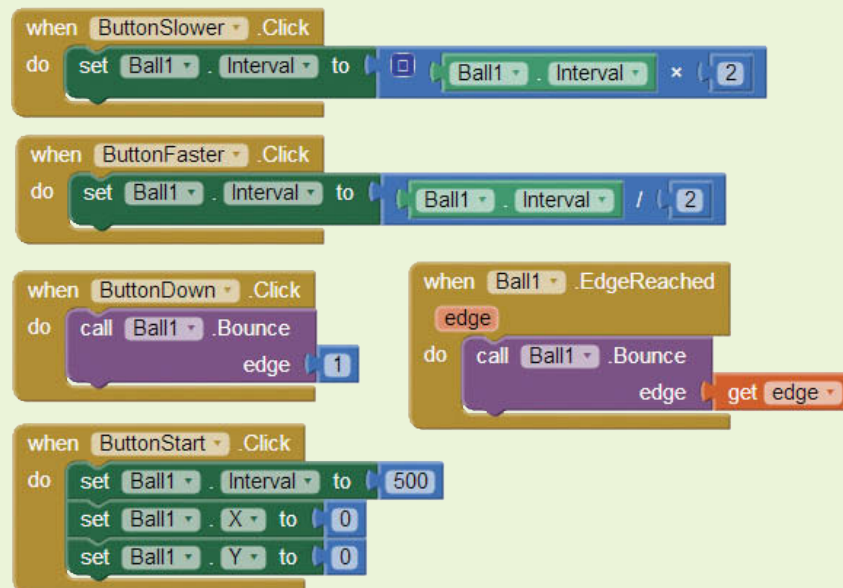 when ButtonSlower .Click
do set Ball1 . Interval to Ball1 . Interval × 2
when ButtonFaster .Click
do set Ball1 . Interval to Ball1 . Interval / 2
when ButtonDown .Click
do call Ball1 .Bounce
edge 1
when Ball1 .EdgeReached
edge
do call Ball1 .Bounce
edge get edge
when ButtonStart .Click
do set Ball1 . Interval to 500
set Ball1 . X to 0
set Ball1 . Y to 0